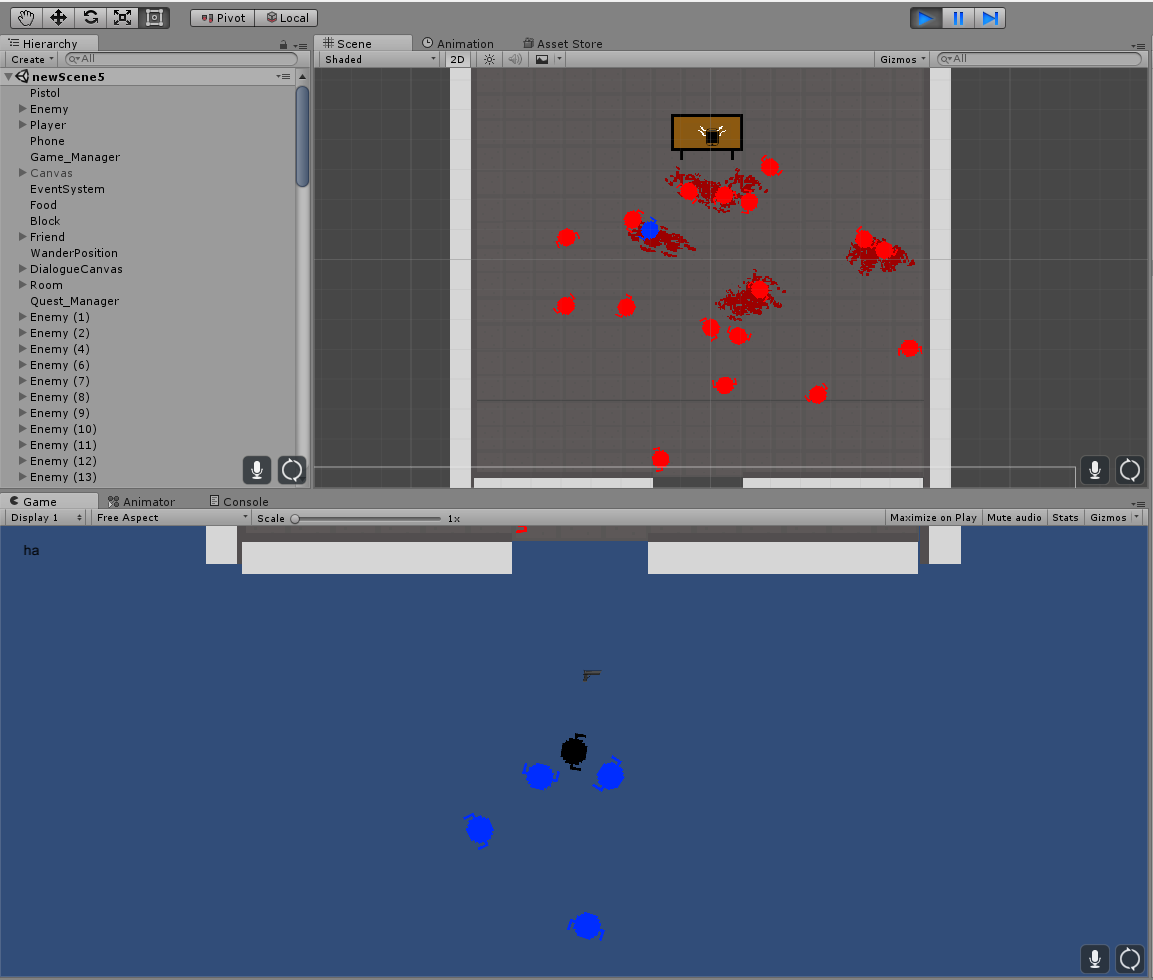 Pivot Local
Hierarchy
Create All
newScene5
Pistol
Enemy
Player
Phone
Game_Manager
Canvas
EventSystem
Food
Block
Friend
WanderPosition
DialogueCanvas
Room
Quest_Manager
Enemy (1)
Enemy (2)
Enemy (4)
Enemy (6)
Enemy (7)
Enemy (8)
Enemy (9)
Enemy (10)
Enemy (11)
Enemy (12)
Enemy (13)
Scene Animation Asset Store
Shaded 2D Gizmos All
Game Animator Console
Display 1 Free Aspect Scale 1x Maximize on Play Mute audio Stats Gizmos
ha